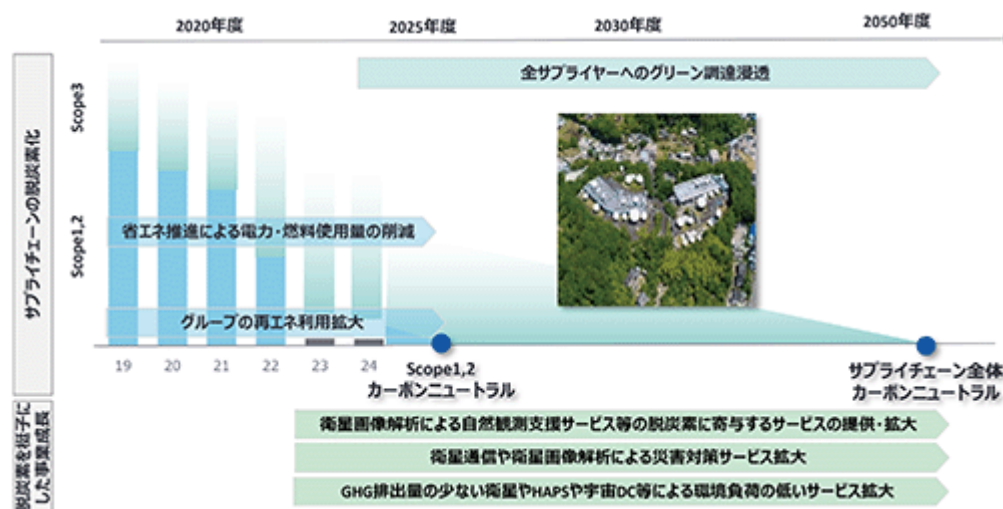 2020年度
2025年度
2030年度
2050年度
サプライチェーンの脱炭素化
Scope3
Scope1,2
全サプライヤーへのグリーン調達浸透
省エネ推進による電力・燃料使用量の削減
グループの再エネ利用拡大
19
20
21
22
23
24
Scope1,2
カーボンニュートラル
サプライチェーン全体
カーボンニュートラル
脱炭素を梃子に
した事業成長
衛星画像解析による自然観測支援サービス等の脱炭素に寄与するサービスの提供・拡大
衛星通信や衛星画像解析による災害対策サービス拡大
GHG排出量の少ない衛星やHAPSや宇宙DC等による環境負荷の低いサービス拡大